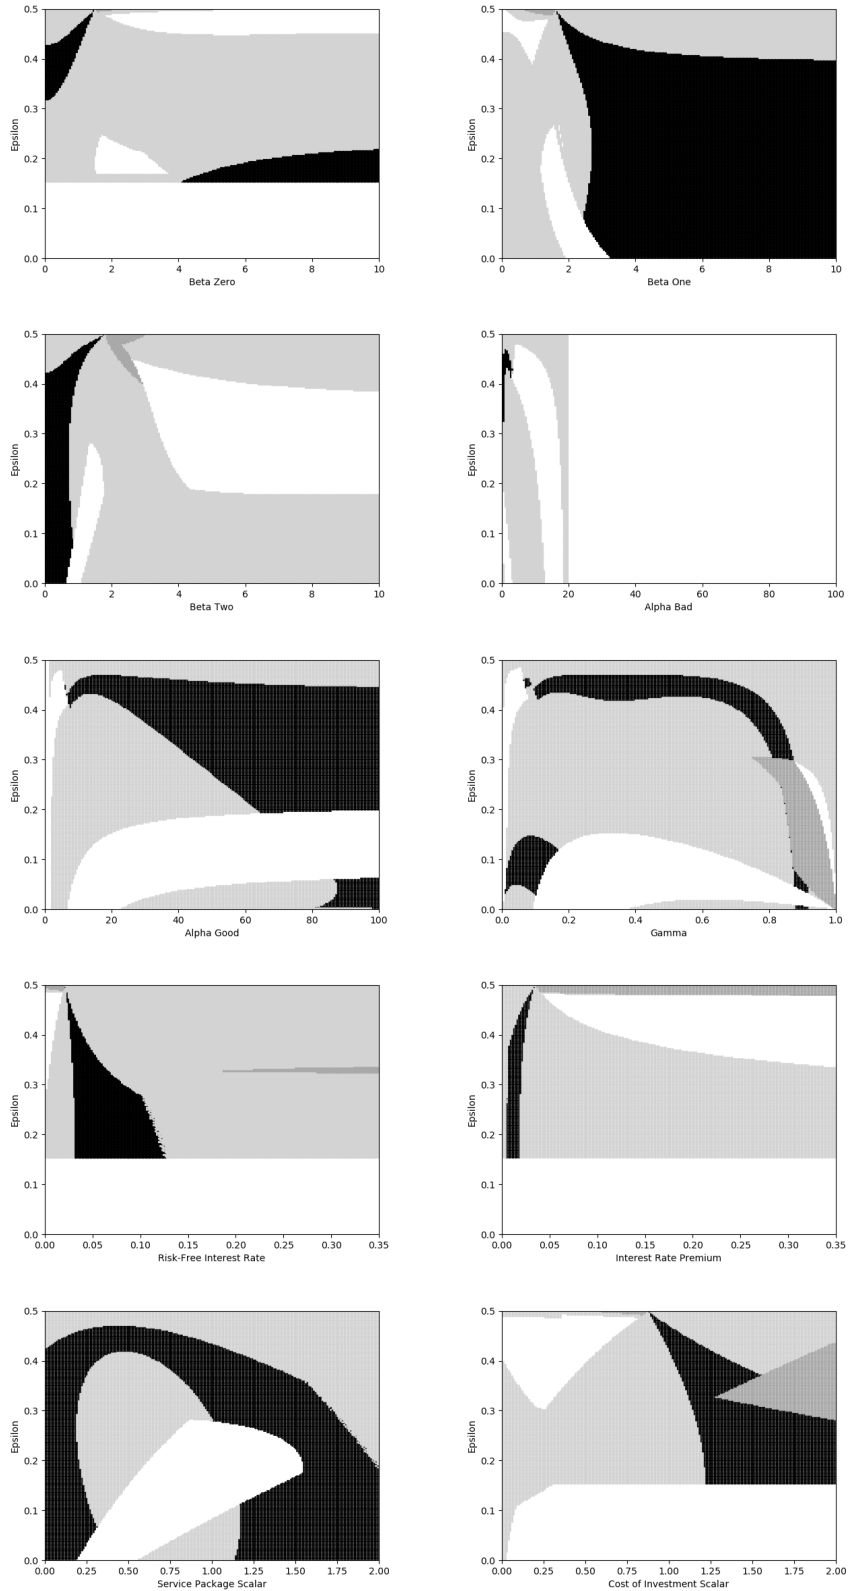 0.5 0.5
0.4 0.4
0.3 0.3
Epsilon Epsilon
0.2 0.2
0.1 0.1
0.0 0.0
0 2 4 6 8 10 0 2 4 6 8 10
Beta Zero Beta One
0.5 0.5
0.4 0.4
0.3 0.3
Epsilon Epsilon
0.2 0.2
0.1 0.1
0.0 0.0
0 2 4 6 8 10 0 20 40 60 80 100
Beta Two Alpha Bad
0.5 0.5
0.4 0.4
0.3 0.3
Epsilon Epsilon
0.2 0.2
0.1 0.1
0.0 0.0
0 20 40 60 80 100 0.0 0.2 0.4 0.6 0.8 1.0
Alpha Good Gamma
0.5 0.5
0.4 0.4
0.3 0.3
Epsilon Epsilon
0.2 0.2
0.1 0.1
0.0 0.0
0.00 0.05 0.10 0.15 0.20 0.25 0.30 0.35 0.00 0.05 0.10 0.15 0.20 0.25 0.30 0.35
Risk-Free Interest Rate Interest Rate Premium
0.5 0.5
0.4 0.4
0.3 0.3
Epsilon Epsilon
0.2 0.2
0.1 0.1
0.0 0.0
0.00 0.25 0.50 0.75 1.00 1.25 1.50 1.75 2.00 0.00 0.25 0.50 0.75 1.00 1.25 1.50 1.75 2.00
Service Package Scalar Cost of Investment Scalar